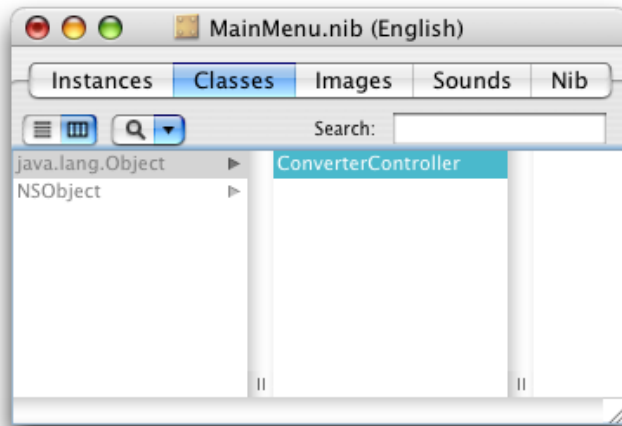 MainMenu.nib (English)
Instances Classes Images Sounds Nib
Search:
java.lang.Object ConverterController
NSObject